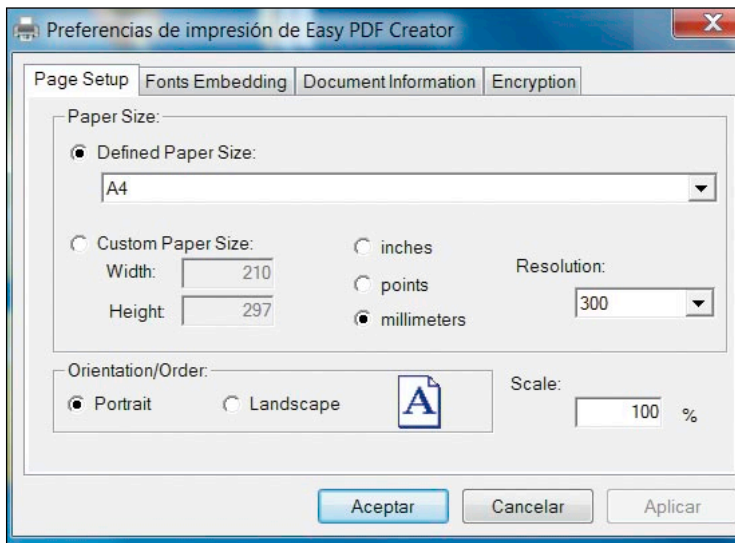 Preferencias de impresión de Easy PDF Creator
Page Setup Fonts Embedding Document Information Encryption
Paper Size:
Defined Paper Size:
A4
Custom Paper Size:
Width: 210
Height: 297
inches
points
millimeters
Resolution:
300
Orientation/Order:
Portrait Landscape
A
Scale:
100 %
Aceptar Cancelar Aplicar